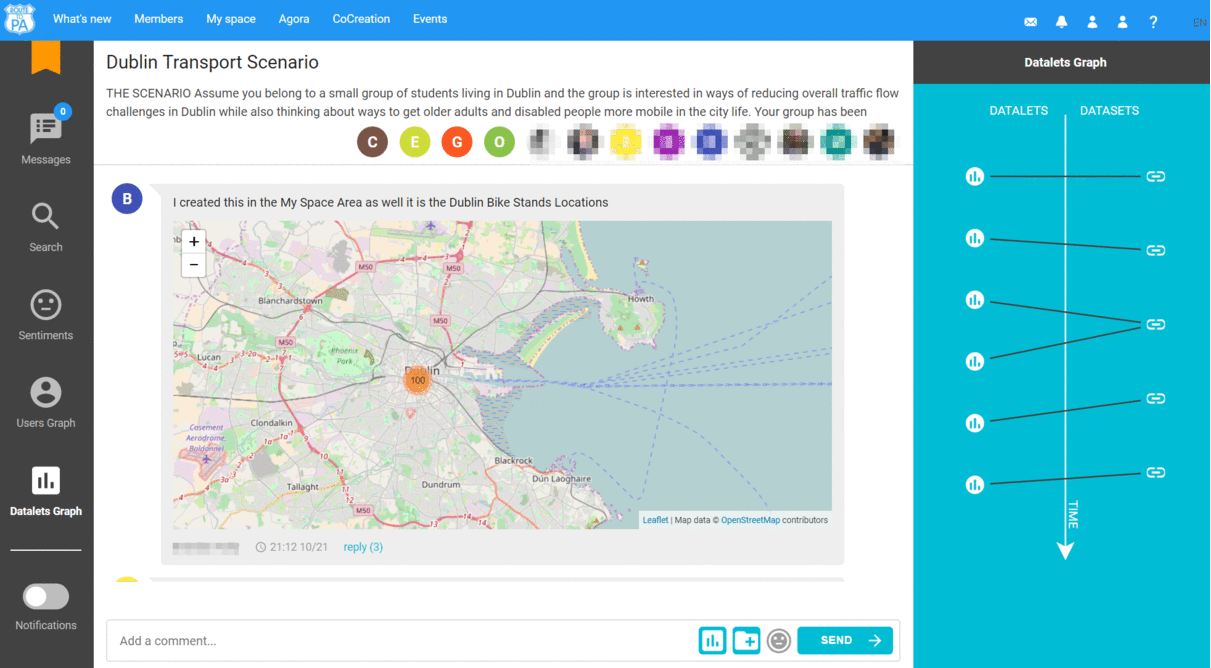 ROUTE
TO
PA
What's new
Members
My space
Agora
CoCreation
Events
?
EN
0
Messages
Search
Sentiments
Users Graph
Datalets Graph
Notifications
Dublin Transport Scenario
THE SCENARIO Assume you belong to a small group of students living in Dublin and the group is interested in ways of reducing overall traffic flow
challenges in Dublin while also thinking about ways to get older adults and disabled people more mobile in the city life. Your group has been
C
E
G
O
B
I created this in the My Space Area as well it is the Dublin Bike Stands Locations
+
−
M50
M50
Blanchardstown
Howth
M50
M50
Phoenix
Park
Lucan
Dublin
100
Clondalkin
Casement
Aerodrome
Baldonnel
Blackrock
Tallaght
Dundrum
Dún Laoghaire
M50
Leaflet | Map data © OpenStreetMap contributors
21:12 10/21
reply (3)
Add a comment...
SEND
Datalets Graph
DATALETS
DATASETS
TIME